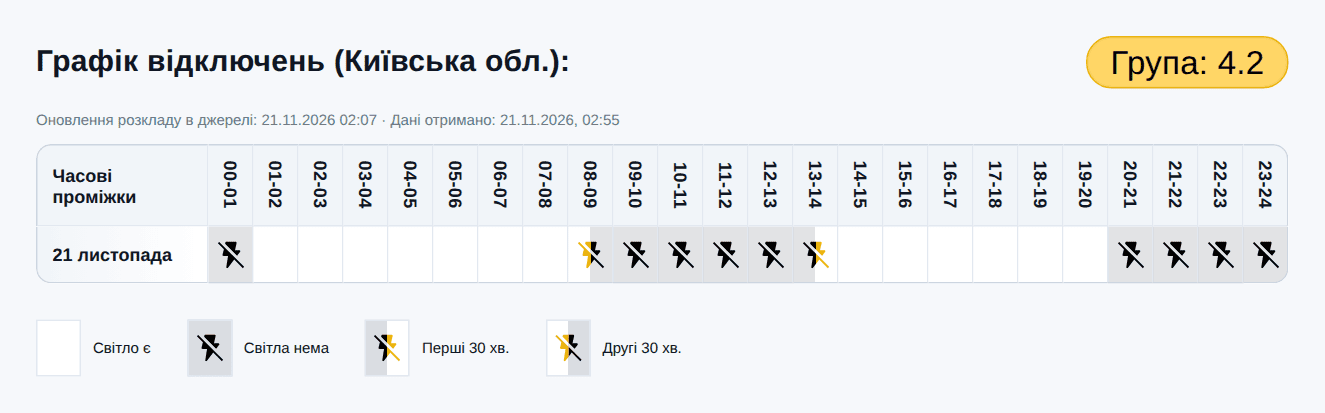 Графік відключень (Київська обл.):
Група: 4.2
Оновлення розкладу в джерелі: 21.11.2026 02:07 · Дані отримано: 21.11.2026, 02:55
Часові
проміжки
00-01
01-02
02-03
03-04
04-05
05-06
06-07
07-08
08-09
09-10
10-11
11-12
12-13
13-14
14-15
15-16
16-17
17-18
18-19
19-20
20-21
21-22
22-23
23-24
21 листопада
Світло є
Світла нема
Перші 30 хв.
Другі 30 хв.